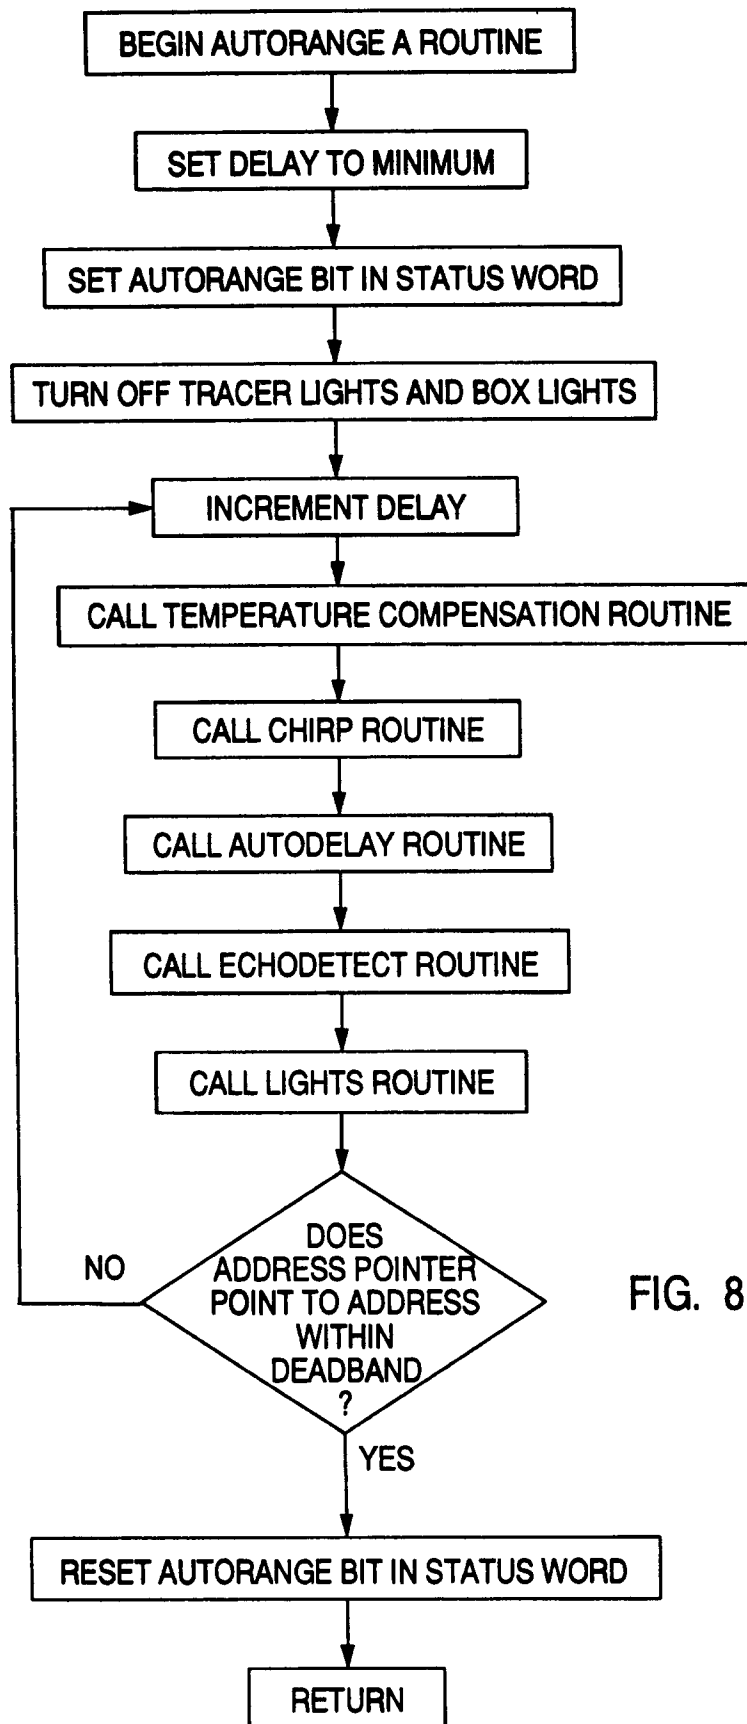 BEGIN AUTORANGE A ROUTINE
SET DELAY TO MINIMUM
SET AUTORANGE BIT IN STATUS WORD
TURN OFF TRACER LIGHTS AND BOX LIGHTS
INCREMENT DELAY
CALL TEMPERATURE COMPENSATION ROUTINE
CALL CHIRP ROUTINE
CALL AUTODELAY ROUTINE
CALL ECHODETECT ROUTINE
CALL LIGHTS ROUTINE
DOES
ADDRESS POINTER
POINT TO ADDRESS
WITHIN
DEADBAND
?
NO
FIG. 8
YES
RESET AUTORANGE BIT IN STATUS WORD
RETURN